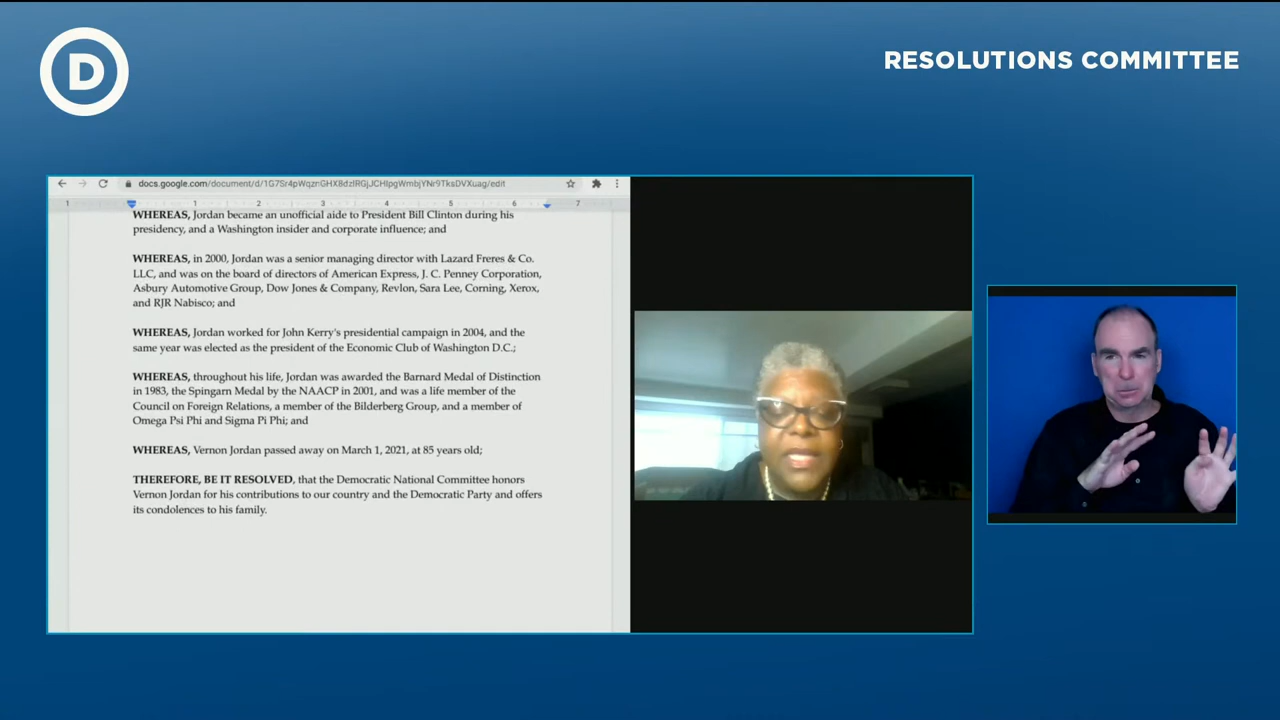 D
RESOLUTIONS COMMITTEE
1 1 2 3 4 5 6 7
WHEREAS, Jordan became an unofficial aide to President Bill Clinton during his
presidency, and a Washington insider and corporate influence; and
WHEREAS, in 2000, Jordan was a senior managing director with Lazard Freres & Co.
LLC, and was on the board of directors of American Express, J. C. Penney Corporation,
Asbury Automotive Group, Dow Jones & Company, Revlon, Sara Lee, Corning, Xerox,
and RJR Nabisco; and
WHEREAS, Jordan worked for John Kerry's presidential campaign in 2004, and the
same year was elected as the president of the Economic Club of Washington D.C.;
WHEREAS, throughout his life, Jordan was awarded the Barnard Medal of Distinction
in 1983, the Spingarn Medal by the NAACP in 2001, and was a life member of the
Council on Foreign Relations, a member of the Bilderberg Group, and a member of
Omega Psi Phi and Sigma Pi Phi; and
WHEREAS, Vernon Jordan passed away on March 1, 2021, at 85 years old;
THEREFORE, BE IT RESOLVED, that the Democratic National Committee honors
Vernon Jordan for his contributions to our country and the Democratic Party and offers
its condolences to his family.